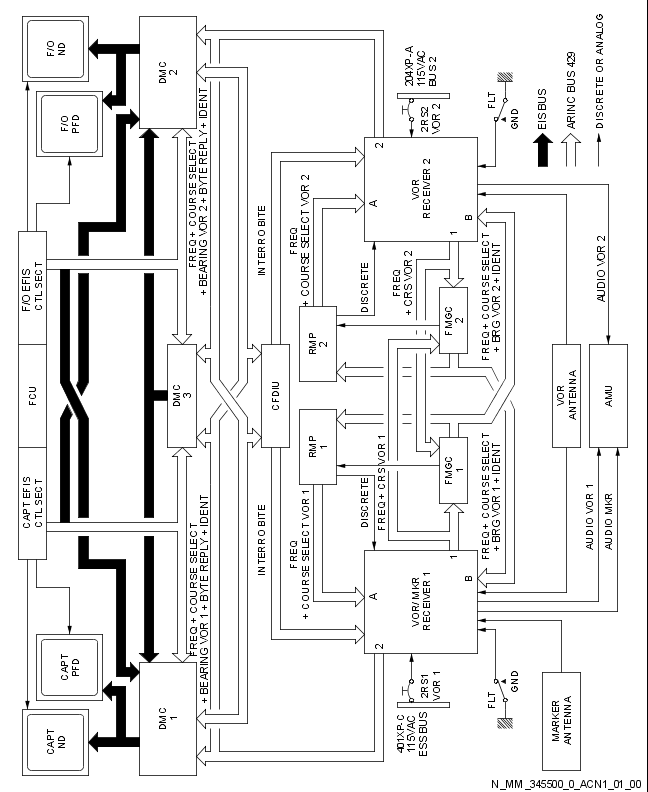 F/O
ND
F/O
PFD
DMC
2
FREQ + COURSE SELECT
+ BEARING VOR 2 + BYTE REPLY + IDENT
INTERRO BITE
FREQ
+ COURSE SELECT VOR 2
204XP-A
115VAC
BUS 2
2RS2
VOR 2
2
A
VOR
RECEIVER 2
B
1
FLT
GND
EIS BUS
ARINC BUS 429
DISCRETE OR ANALOG
F/O EFIS
CTL SECT
FCU
CAPT EFIS
CTL SECT
DMC
3
CFDIU
RMP
2
RMP
1
DISCRETE
FREQ
+ CRS VOR 2
FMGC
2
FMGC
1
FREQ + COURSE SELECT
+ BRG VOR 2 + IDENT
AUDIO VOR 2
VOR
ANTENNA
AMU
CAPT
PFD
CAPT
ND
DMC
1
FREQ + COURSE SELECT
+ BEARING VOR 1 + BYTE REPLY + IDENT
INTERRO BITE
FREQ
+ COURSE SELECT VOR 1
DISCRETE
FREQ + CRS VOR 1
FREQ + COURSE SELECT
+ BRG VOR 1 + IDENT
AUDIO VOR 1
AUDIO MKR
2
A
VOR/MKR
RECEIVER 1
B
1
401XP-C
115VAC
ESS BUS
2RS1
VOR 1
FLT
GND
MARKER
ANTENNA
N_MM_345500_0_ACN1_01_00